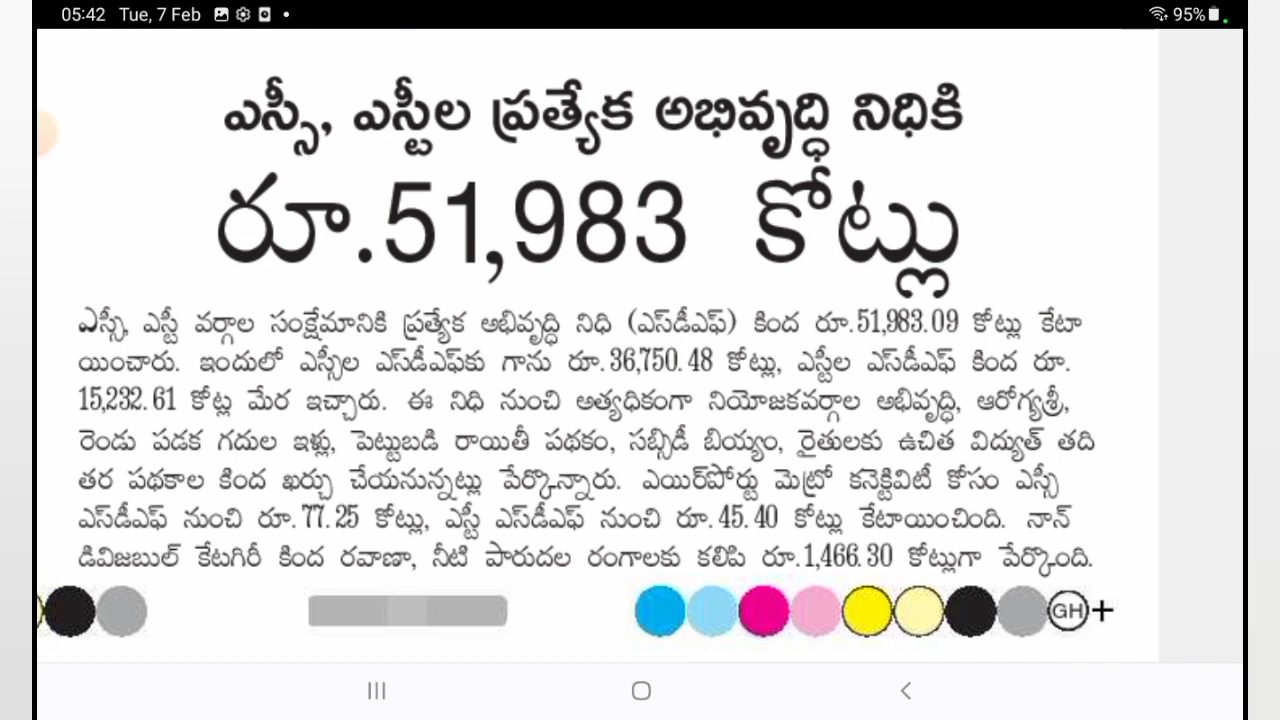 05:42 Tue, 7 Feb
95%
ఎస్సీ, ఎస్టీల ప్రత్యేక అభివృద్ధి నిధికి
రూ.51,983 కోట్లు
ఎస్సీ, ఎస్టీ వర్గాల సంక్షేమానికి ప్రత్యేక అభివృద్ధి నిధి (ఎస్‌డీఎఫ్‌) కింద రూ.51,983.09 కోట్లు కేటా
యించారు. ఇందులో ఎస్సీల ఎస్‌డీఎఫ్‌కు గాను రూ.36,750.48 కోట్లు, ఎస్టీల ఎస్‌డీఎఫ్‌ కింద రూ.
15,232.61 కోట్ల మేర ఇచ్చారు. ఈ నిధి నుంచి అత్యధికంగా నియోజకవర్గాల అభివృద్ధి, ఆరోగ్యశ్రీ,
రెండు పడక గదుల ఇళ్లు, పెట్టుబడి రాయితీ పథకం, సబ్సిడీ బియ్యం, రైతులకు ఉచిత విద్యుత్‌ తది
తర పథకాల కింద ఖర్చు చేయనున్నట్లు పేర్కొన్నారు. ఎయిర్‌పోర్టు మెట్రో కనెక్టివిటీ కోసం ఎస్సీ
ఎస్‌డీఎఫ్‌ నుంచి రూ.77.25 కోట్లు, ఎస్టీ ఎస్‌డీఎఫ్‌ నుంచి రూ.45.40 కోట్లు కేటాయించింది. నాన్‌
డివిజబుల్‌ కేటగిరీ కింద రవాణా, నీటి పారుదల రంగాలకు కలిపి రూ.1,466.30 కోట్లుగా పేర్కొంది.
GH